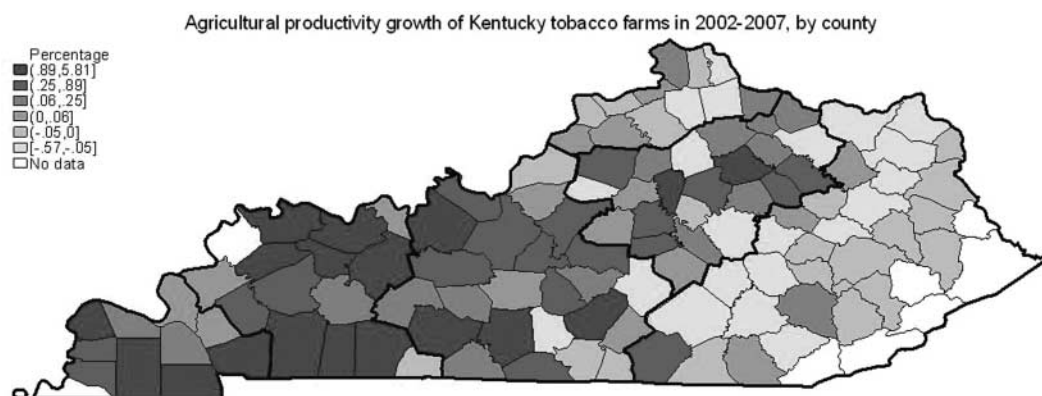 Agricultural productivity growth of Kentucky tobacco farms in 2002-2007, by county
Percentage
(.89,5.81]
(.25,.89]
(.06,.25]
(0,.06]
(-.05,0]
[-.57,-.05]
No data